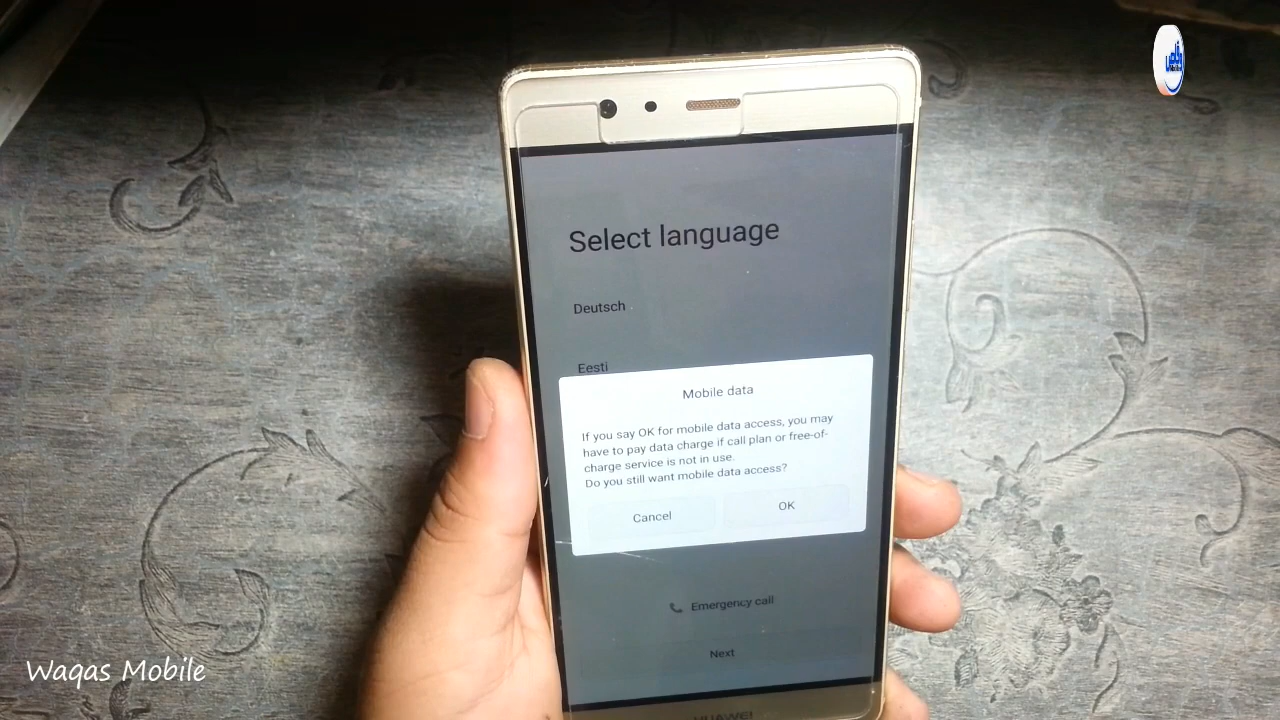 Select language
Deutsch
Eesti
Mobile data
If you say OK for mobile data access, you may
have to pay data charge if call plan or free-of-
charge service is not in use.
Do you still want mobile data access?
Cancel
OK
Emergency call
Next
HUAWEI
Waqas Mobile